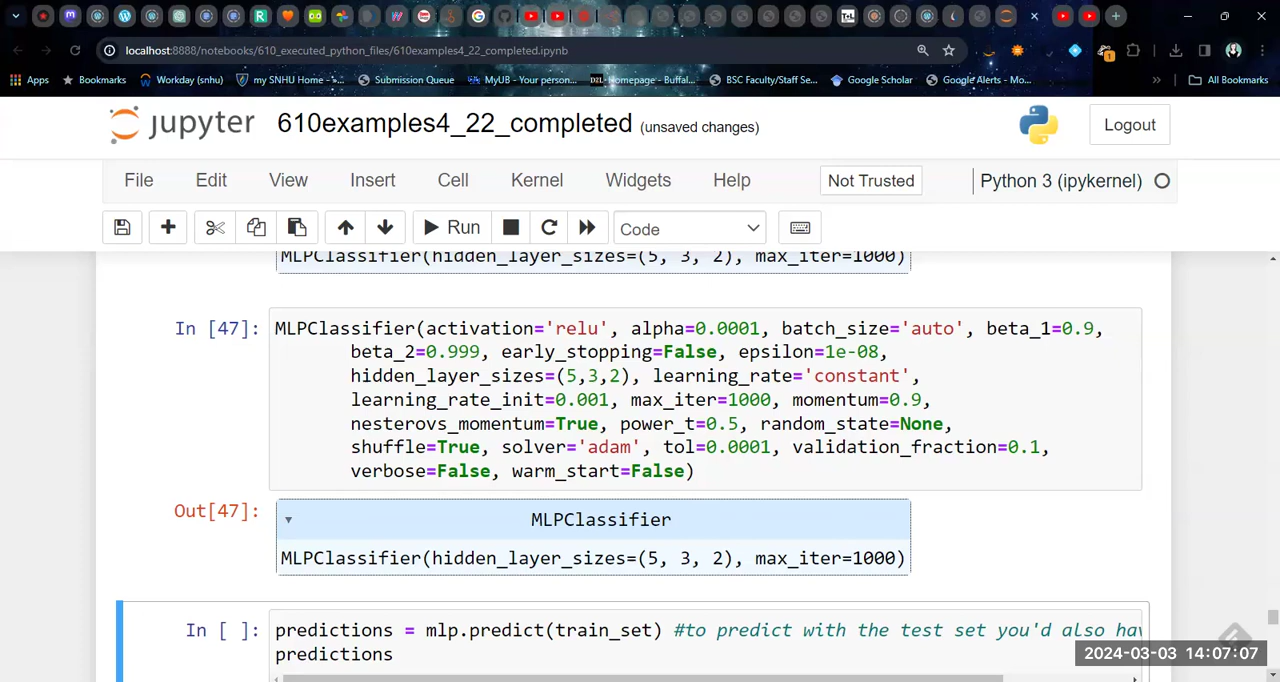 localhost:8888/notebooks/610_executed_python_files/610examples4_22_completed.ipynb
Apps Bookmarks Workday (snhu) my SNHU Home - ... Submission Queue MyUB - Your person... D2L Homepage - Buffal... BSC Faculty/Staff Se... Google Scholar Google Alerts - Mo... » All Bookmarks
jupyter 610examples4_22_completed (unsaved changes) Logout
File Edit View Insert Cell Kernel Widgets Help Not Trusted Python 3 (ipykernel)
Run Code
MLPClassifier(hidden_layer_sizes=(5, 3, 2), max_iter=1000)
In [47]: MLPClassifier(activation='relu', alpha=0.0001, batch_size='auto', beta_1=0.9,
beta_2=0.999, early_stopping=False, epsilon=1e-08,
hidden_layer_sizes=(5,3,2), learning_rate='constant',
learning_rate_init=0.001, max_iter=1000, momentum=0.9,
nesterovs_momentum=True, power_t=0.5, random_state=None,
shuffle=True, solver='adam', tol=0.0001, validation_fraction=0.1,
verbose=False, warm_start=False)
Out[47]: MLPClassifier
MLPClassifier(hidden_layer_sizes=(5, 3, 2), max_iter=1000)
In [ ]: predictions = mlp.predict(train_set) #to predict with the test set you'd also hav
predictions
2024-03-03 14:07:07